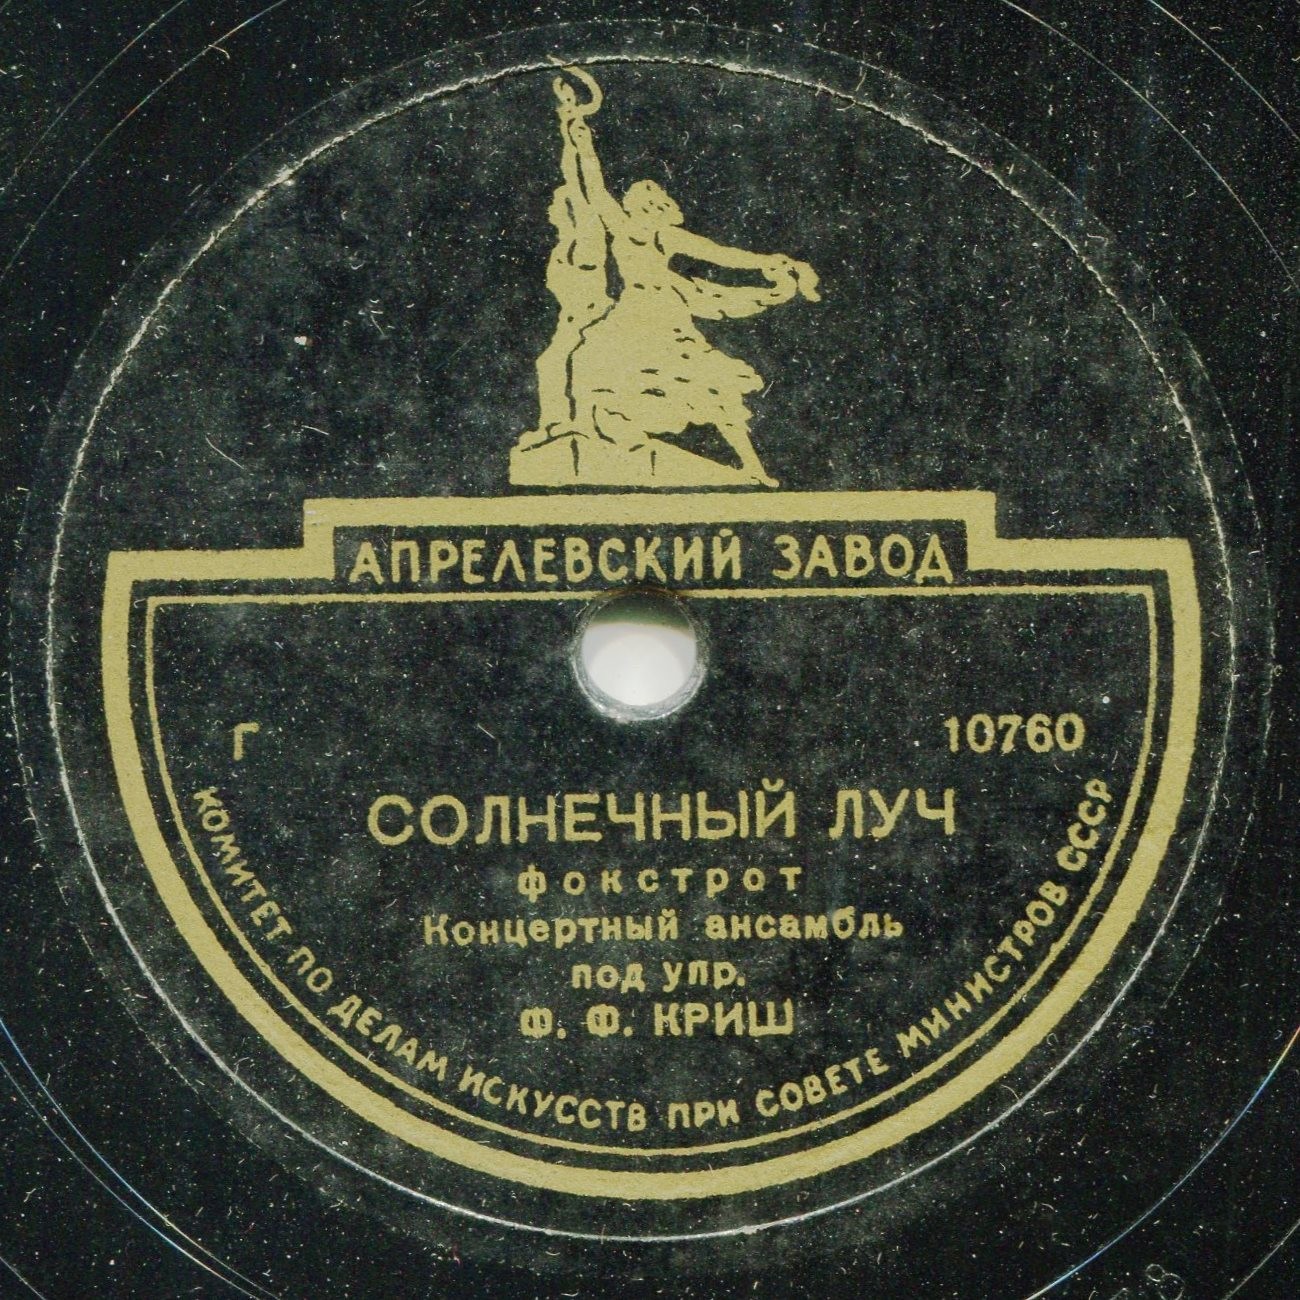 АПРЕЛЕВСКИЙ ЗАВОД
Г 10760
СОЛНЕЧНЫЙ ЛУЧ
фокстрот
Концертный ансамбль
под упр.
Ф. Ф. КРИШ
КОМИТЕТ ПО ДЕЛАМ ИСКУССТВ ПРИ СОВЕТЕ МИНИСТРОВ СССР